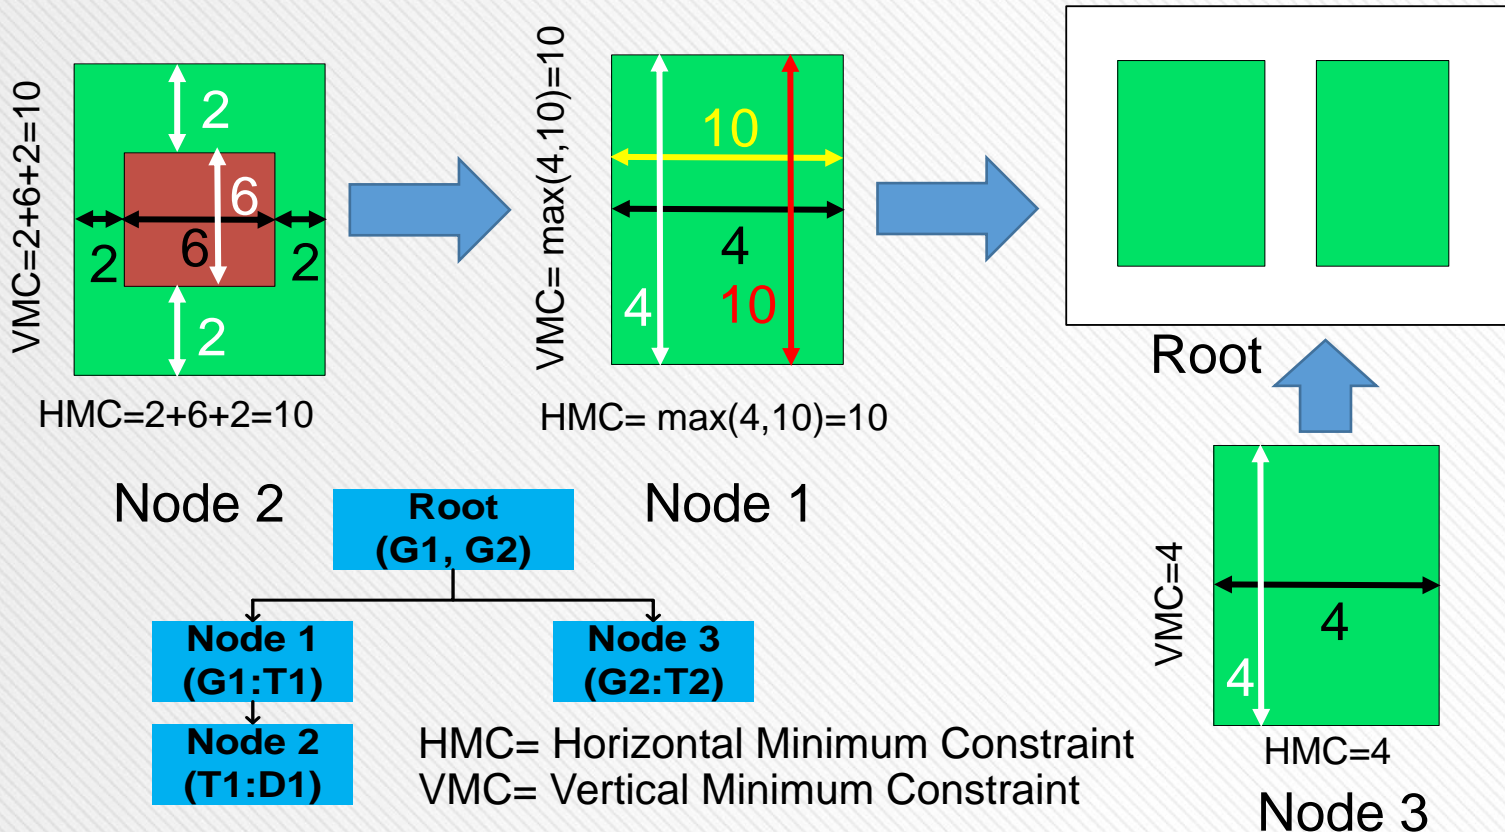 VMC=2+6+2=10
2
6
2
6
2
2
HMC=2+6+2=10
Node 2
VMC= max(4,10)=10
10
4
4
10
HMC= max(4,10)=10
Node 1
Root
VMC=4
4
4
HMC=4
Node 3
Root
(G1, G2)
Node 1
(G1:T1)
Node 3
(G2:T2)
Node 2
(T1:D1)
HMC= Horizontal Minimum Constraint
VMC= Vertical Minimum Constraint